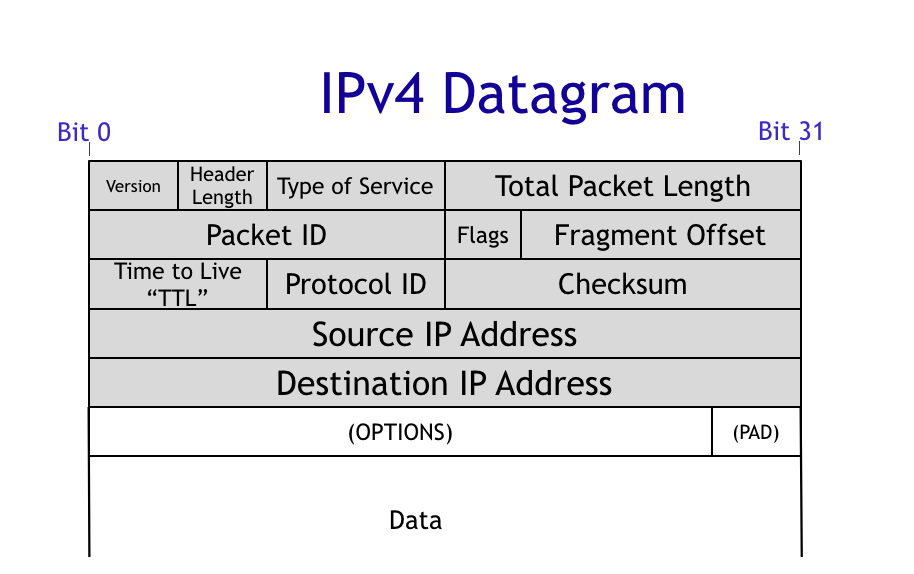 IPv4 Datagram
Bit 0
Bit 31
Version
Header
Length
Type of Service
Total Packet Length
Packet ID
Flags
Fragment Offset
Time to Live
“TTL”
Protocol ID
Checksum
Source IP Address
Destination IP Address
(OPTIONS)
(PAD)
Data